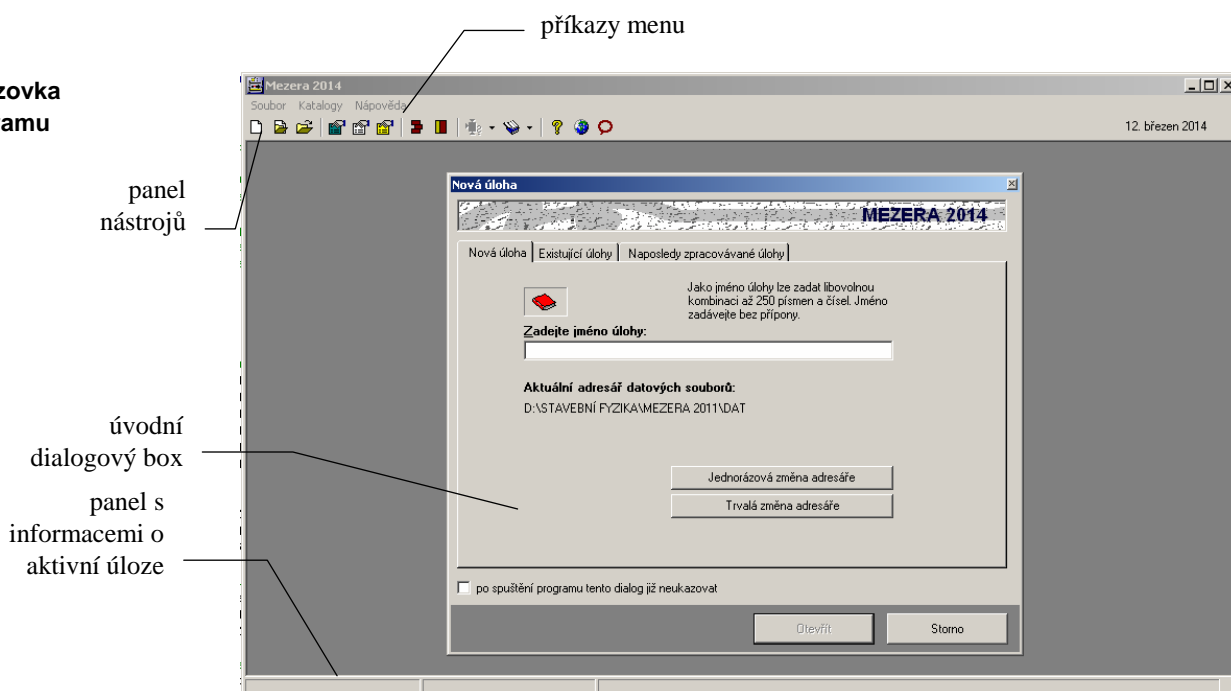 příkazy menu
zovka
ramu
Mezera 2014
Soubor Katalogy Nápověda
12. březen 2014
panel
nástrojů
Nová úloha
MEZERA 2014
Nová úloha Existující úlohy Naposledy zpracovávané úlohy
Jako jméno úlohy lze zadat libovolnou
kombinaci až 250 písmen a čísel. Jméno
zadávejte bez přípony.
Zadejte jméno úlohy:
Aktuální adresář datových souborů:
D:\STAVEBNÍ FYZIKA\MEZERA 2011\DAT
úvodní
dialogový box
Jednorázová změna adresáře
Trvalá změna adresáře
panel s
informacemi o
aktivní úloze
po spuštění programu tento dialog již neukazovat
Otevřít Storno